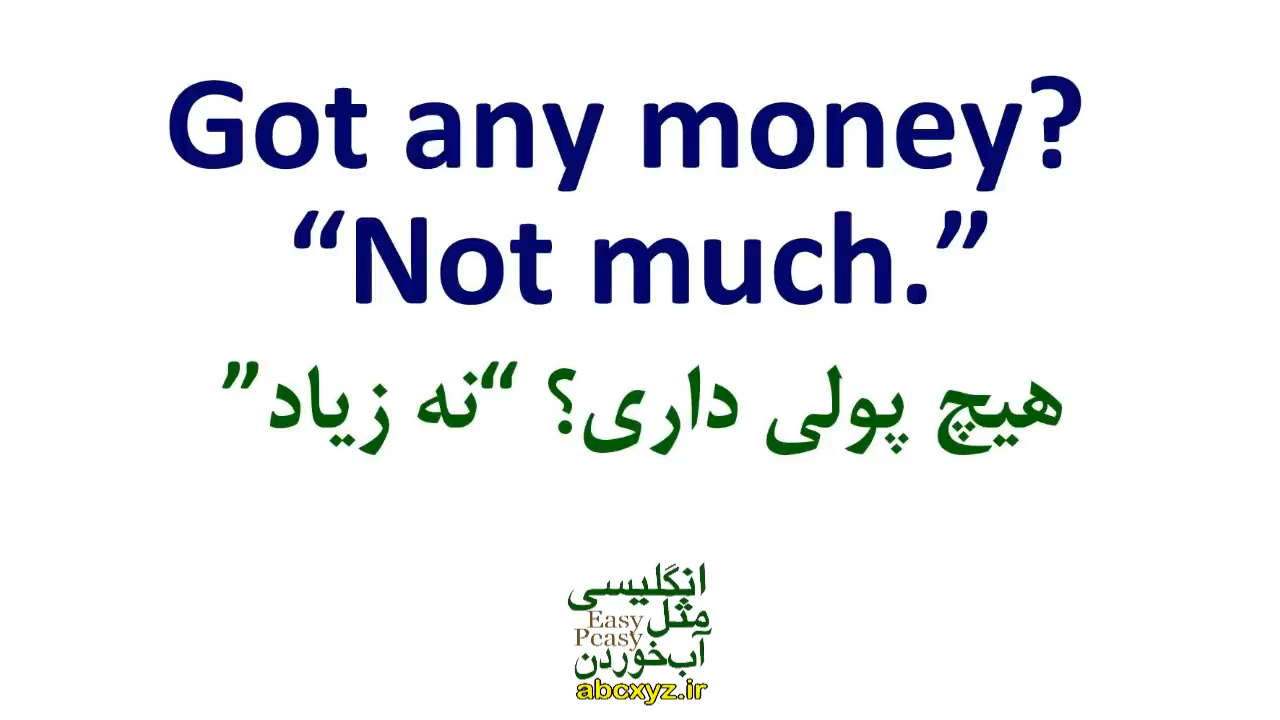 Got any money?
“Not much.”
هیچ پولی داری؟ “نه زیاد”
انگلیسی
مثل
Easy
Peasy
آب‌خوردن
abcxyz.ir